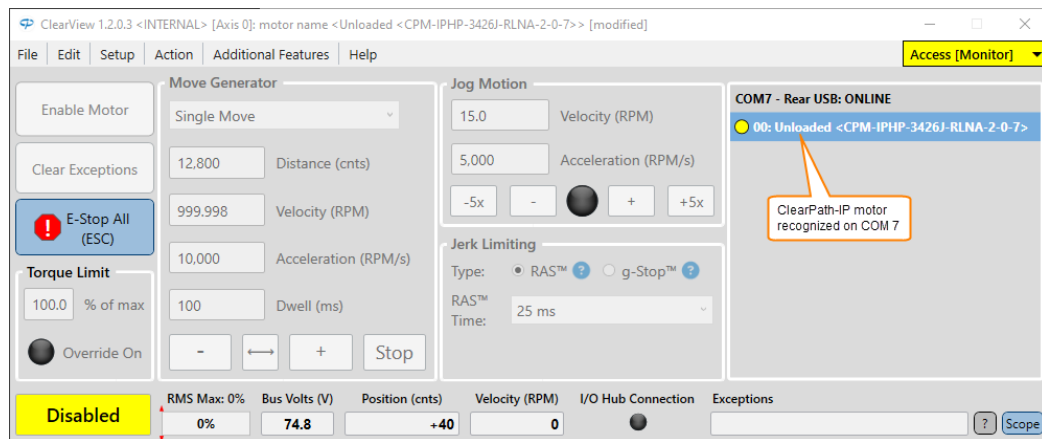 ClearView 1.2.0.3 <INTERNAL> [Axis 0]: motor name <Unloaded <CPM-IPHP-3426J-RLNA-2-0-7>> [modified]
File Edit Setup Action Additional Features Help
Access [Monitor]
Enable Motor
Clear Exceptions
E-Stop All
(ESC)
Torque Limit
100.0 % of max
Override On
Move Generator
Single Move
12,800 Distance (cnts)
999.998 Velocity (RPM)
10,000 Acceleration (RPM/s)
100 Dwell (ms)
- + Stop
Jog Motion
15.0 Velocity (RPM)
5,000 Acceleration (RPM/s)
-5x - + +5x
Jerk Limiting
Type: RAS™ ? g-Stop™ ?
RAS™
Time:
25 ms
COM7 - Rear USB: ONLINE
00: Unloaded <CPM-IPHP-3426J-RLNA-2-0-7>
ClearPath-IP motor
recognized on COM 7
Disabled
RMS Max: 0% Bus Volts (V) Position (cnts) Velocity (RPM) I/O Hub Connection Exceptions
0% 74.8 +40 0 ? Scope